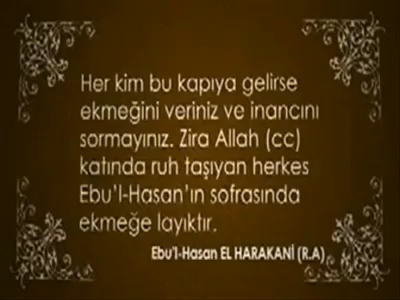 Her kim bu kapıya gelirse
ekmeğini veriniz ve inancını
sormayınız. Zira Allah (cc)
katında ruh taşıyan herkes
Ebu'l-Hasan'ın sofrasında
ekmeğe layıktır.
Ebu'l-Hasan EL HARAKANİ (R.A)